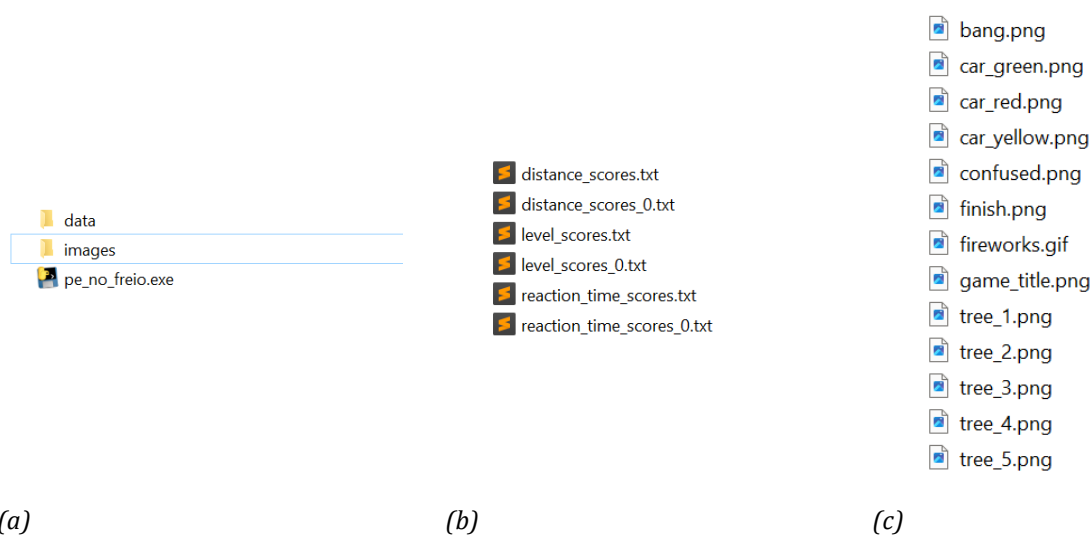 data
images
pe_no_freio.exe
(a)
distance_scores.txt
distance_scores_0.txt
level_scores.txt
level_scores_0.txt
reaction_time_scores.txt
reaction_time_scores_0.txt
(b)
bang.png
car_green.png
car_red.png
car_yellow.png
confused.png
finish.png
fireworks.gif
game_title.png
tree_1.png
tree_2.png
tree_3.png
tree_4.png
tree_5.png
(c)